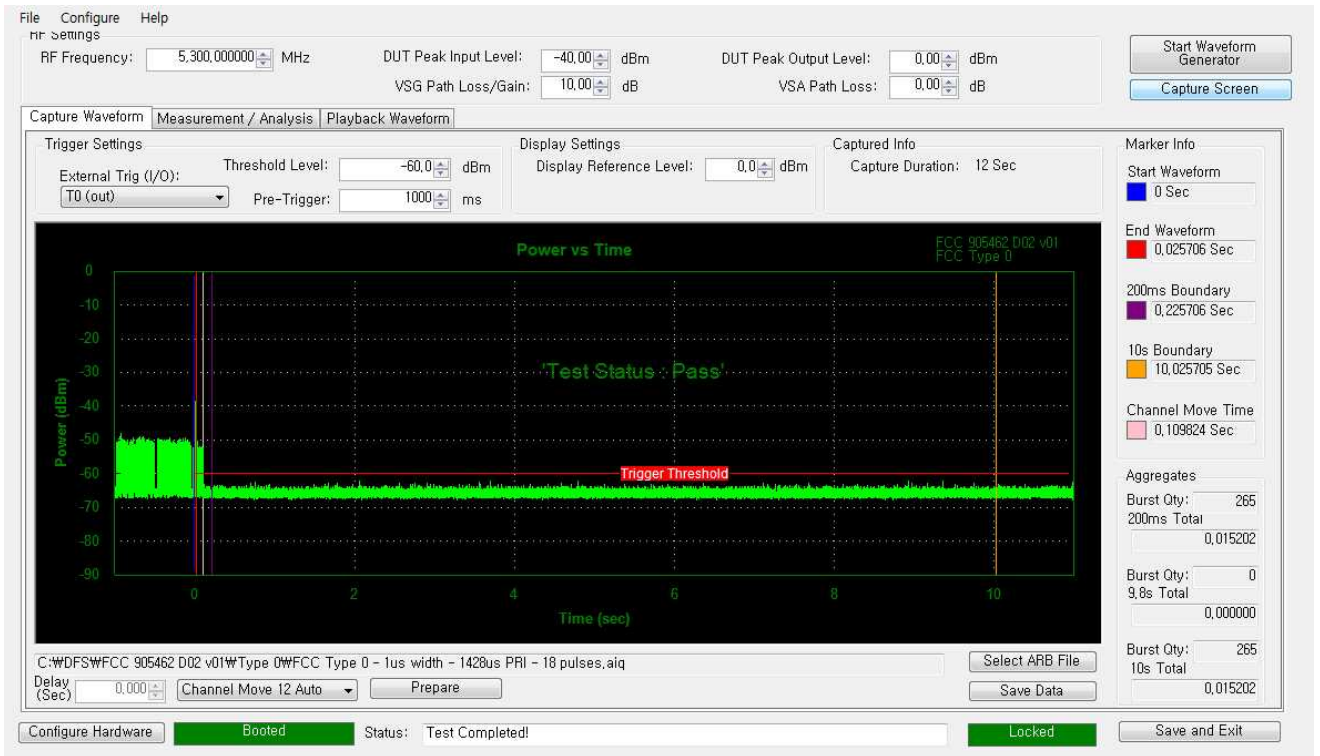 File Configure Help
RF Settings
RF Frequency: 5,300,000000 MHz
DUT Peak Input Level: -40,00 dBm
DUT Peak Output Level: 0,00 dBm
VSG Path Loss/Gain: 10,00 dB
VSA Path Loss: 0,00 dB
Start Waveform Generator
Capture Screen
Capture Waveform Measurement / Analysis Playback Waveform
Trigger Settings
External Trig (I/O):
T0 (out)
Threshold Level: -60,0 dBm
Pre-Trigger: 1000 ms
Display Settings
Display Reference Level: 0,0 dBm
Captured Info
Capture Duration: 12 Sec
Power vs Time
FCC 905462 D02 v01
FCC Type 0
'Test Status : Pass'
Trigger Threshold
Power (dBm)
0
-10
-20
-30
-40
-50
-60
-70
-80
-90
0 2 4 6 8 10
Time (sec)
Marker Info
Start Waveform
0 Sec
End Waveform
0,025706 Sec
200ms Boundary
0,225706 Sec
10s Boundary
10,025705 Sec
Channel Move Time
0,109824 Sec
Aggregates
Burst Qty: 265
200ms Total
0,015202
Burst Qty: 0
9,8s Total
0,000000
Burst Qty: 265
10s Total
0,015202
C:₩DFS₩FCC 905462 D02 v01₩Type 0₩FCC Type 0 - 1us width - 1428us PRI - 18 pulses,aiq
Select ARB File
Delay (Sec) 0,000
Channel Move 12 Auto
Prepare
Save Data
Configure Hardware
Booted
Status: Test Completed!
Locked
Save and Exit